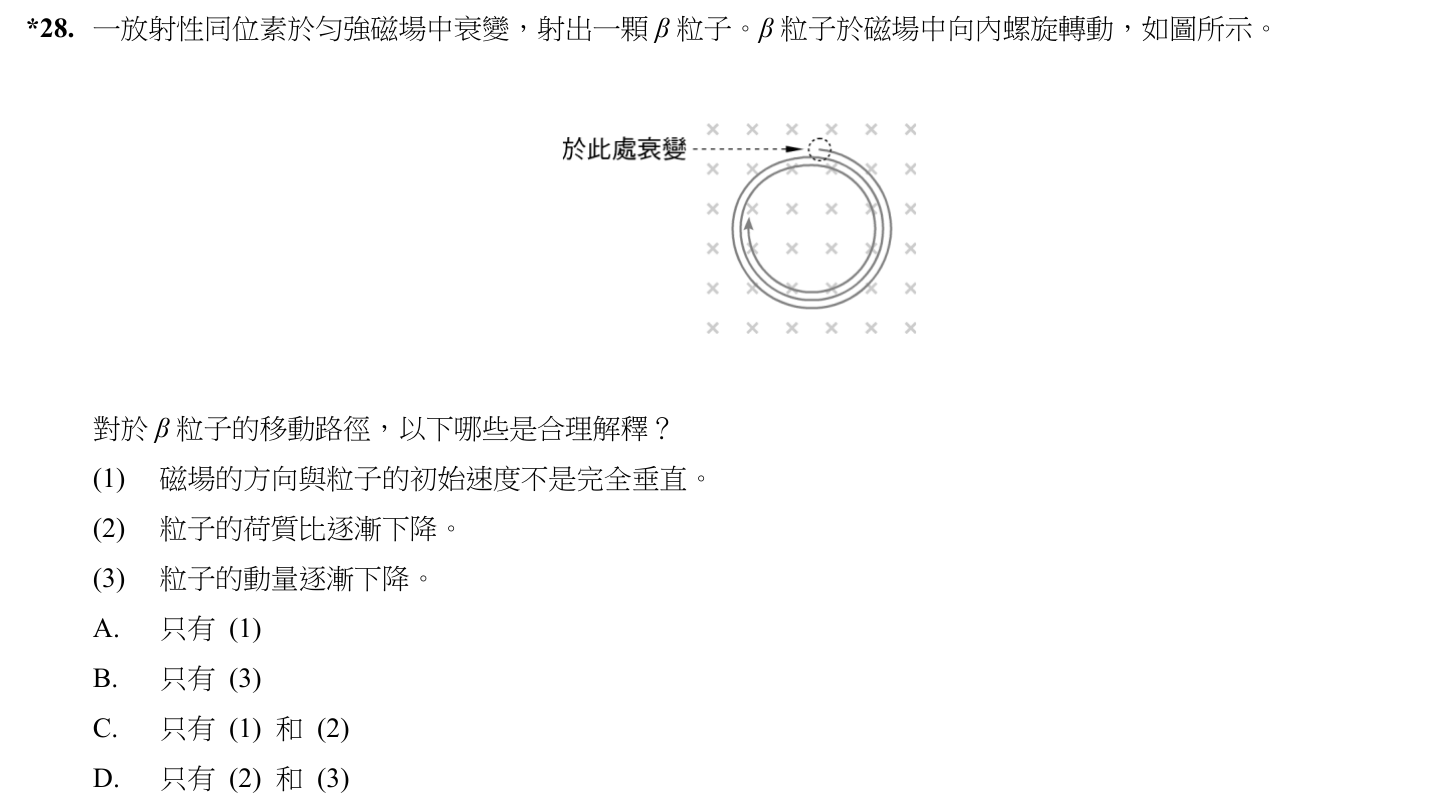 *28. 一放射性同位素於勻強磁場中衰變，射出一顆 β 粒子。β 粒子於磁場中向內螺旋轉動，如圖所示。
於此處衰變
對於 β 粒子的移動路徑，以下哪些是合理解釋？
(1) 磁場的方向與粒子的初始速度不是完全垂直。
(2) 粒子的荷質比逐漸下降。
(3) 粒子的動量逐漸下降。
A. 只有 (1)
B. 只有 (3)
C. 只有 (1) 和 (2)
D. 只有 (2) 和 (3)